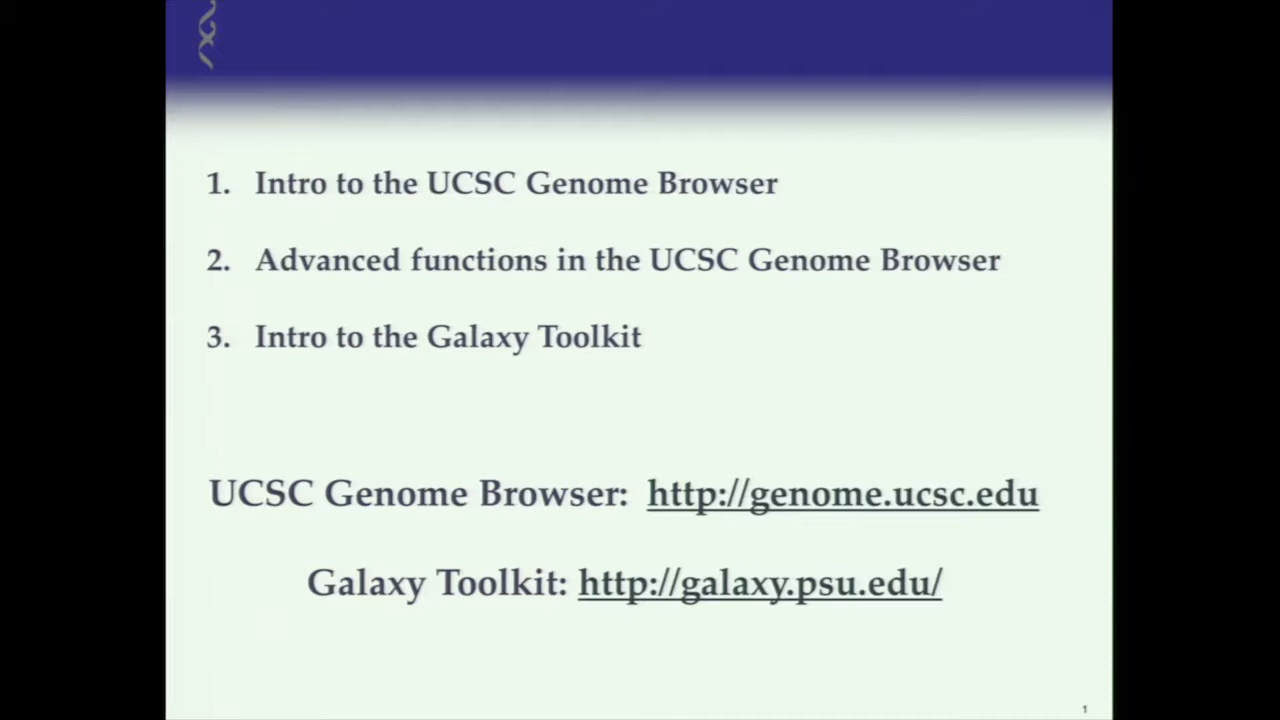 1. Intro to the UCSC Genome Browser
2. Advanced functions in the UCSC Genome Browser
3. Intro to the Galaxy Toolkit
UCSC Genome Browser: http://genome.ucsc.edu
Galaxy Toolkit: http://galaxy.psu.edu/
1